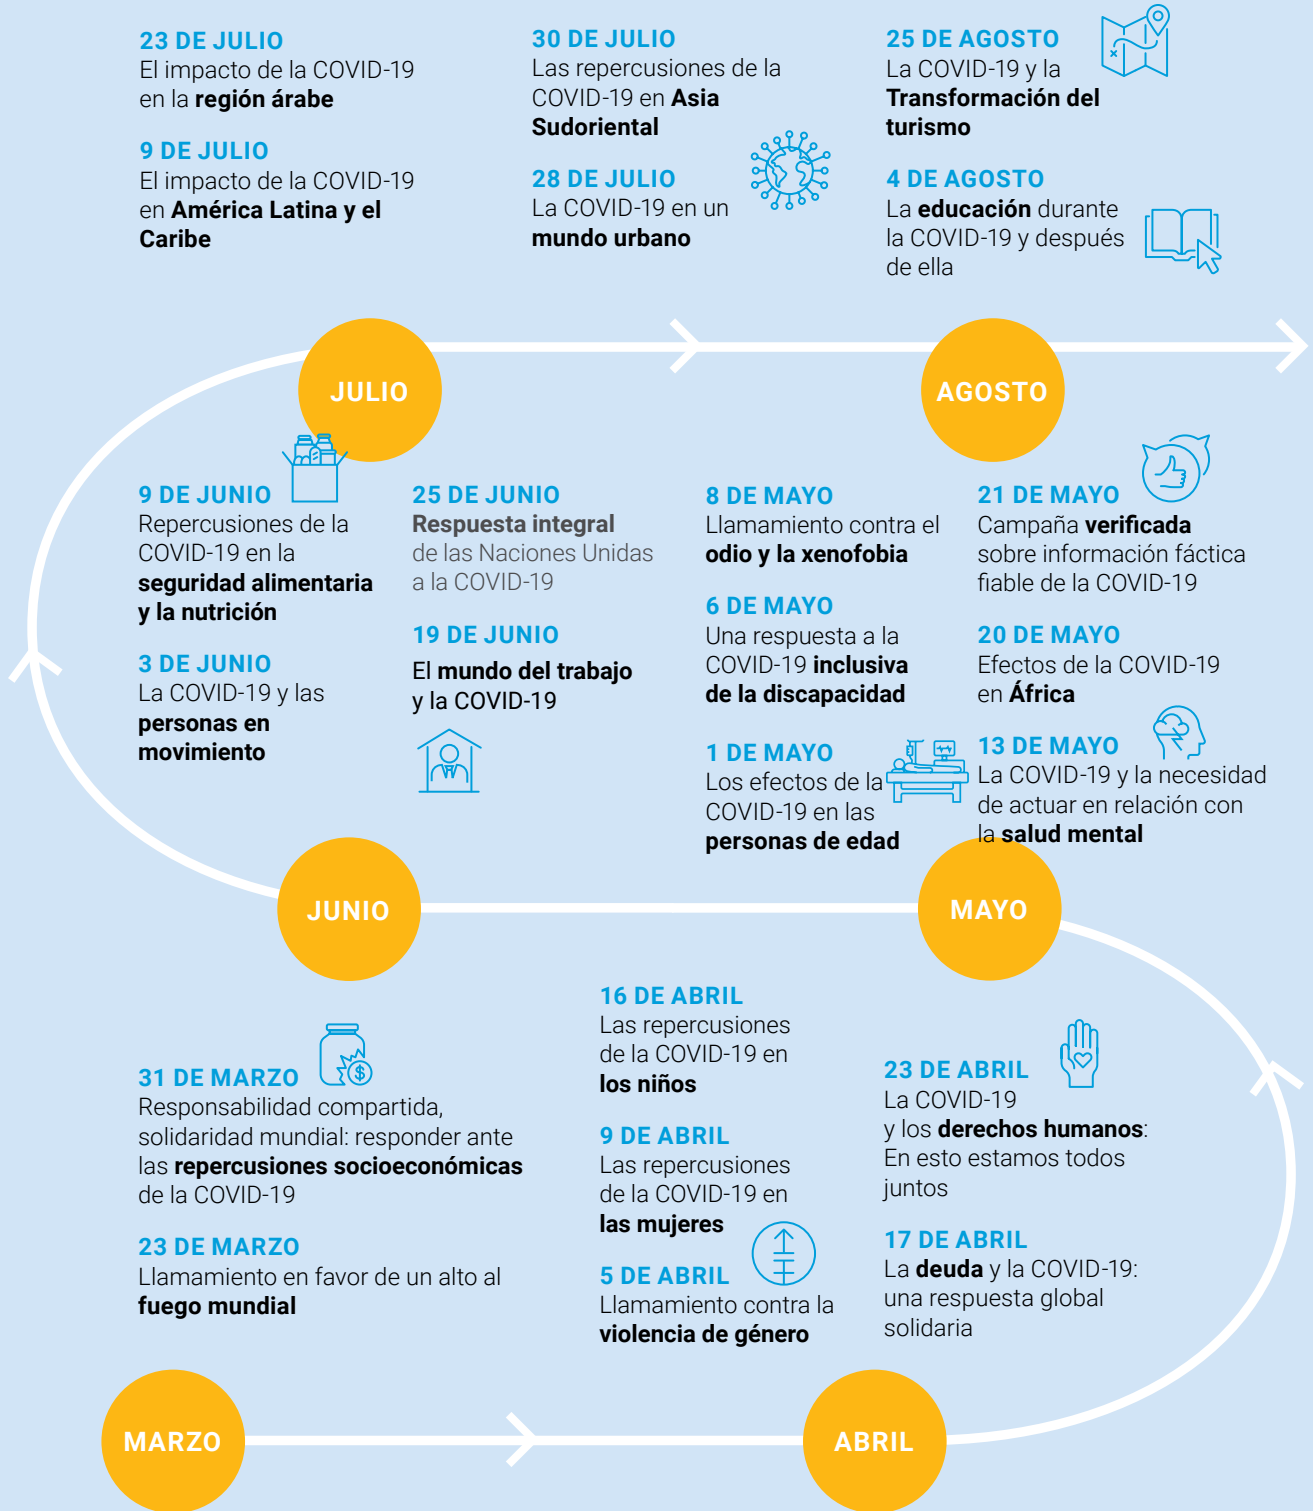 23 DE JULIO
El impacto de la COVID-19
en la región árabe
9 DE JULIO
El impacto de la COVID-19
en América Latina y el
Caribe
30 DE JULIO
Las repercusiones de la
COVID-19 en Asia
Sudoriental
28 DE JULIO
La COVID-19 en un
mundo urbano
25 DE AGOSTO
La COVID-19 y la
Transformación del
turismo
4 DE AGOSTO
La educación durante
la COVID-19 y después
de ella
JULIO
AGOSTO
9 DE JUNIO
Repercusiones de la
COVID-19 en la
seguridad alimentaria
y la nutrición
3 DE JUNIO
La COVID-19 y las
personas en
movimiento
25 DE JUNIO
Respuesta integral
de las Naciones Unidas
a la COVID-19
19 DE JUNIO
El mundo del trabajo
y la COVID-19
8 DE MAYO
Llamamiento contra el
odio y la xenofobia
6 DE MAYO
Una respuesta a la
COVID-19 inclusiva
de la discapacidad
1 DE MAYO
Los efectos de la
COVID-19 en las
personas de edad
21 DE MAYO
Campaña verificada
sobre información fáctica
fiable de la COVID-19
20 DE MAYO
Efectos de la COVID-19
en África
13 DE MAYO
La COVID-19 y la necesidad
de actuar en relación con
la salud mental
JUNIO
MAYO
31 DE MARZO
Responsabilidad compartida,
solidaridad mundial: responder ante
las repercusiones socioeconómicas
de la COVID-19
23 DE MARZO
Llamamiento en favor de un alto al
fuego mundial
16 DE ABRIL
Las repercusiones
de la COVID-19 en
los niños
9 DE ABRIL
Las repercusiones
de la COVID-19 en
las mujeres
5 DE ABRIL
Llamamiento contra la
violencia de género
23 DE ABRIL
La COVID-19
y los derechos humanos:
En esto estamos todos
juntos
17 DE ABRIL
La deuda y la COVID-19:
una respuesta global
solidaria
MARZO
ABRIL